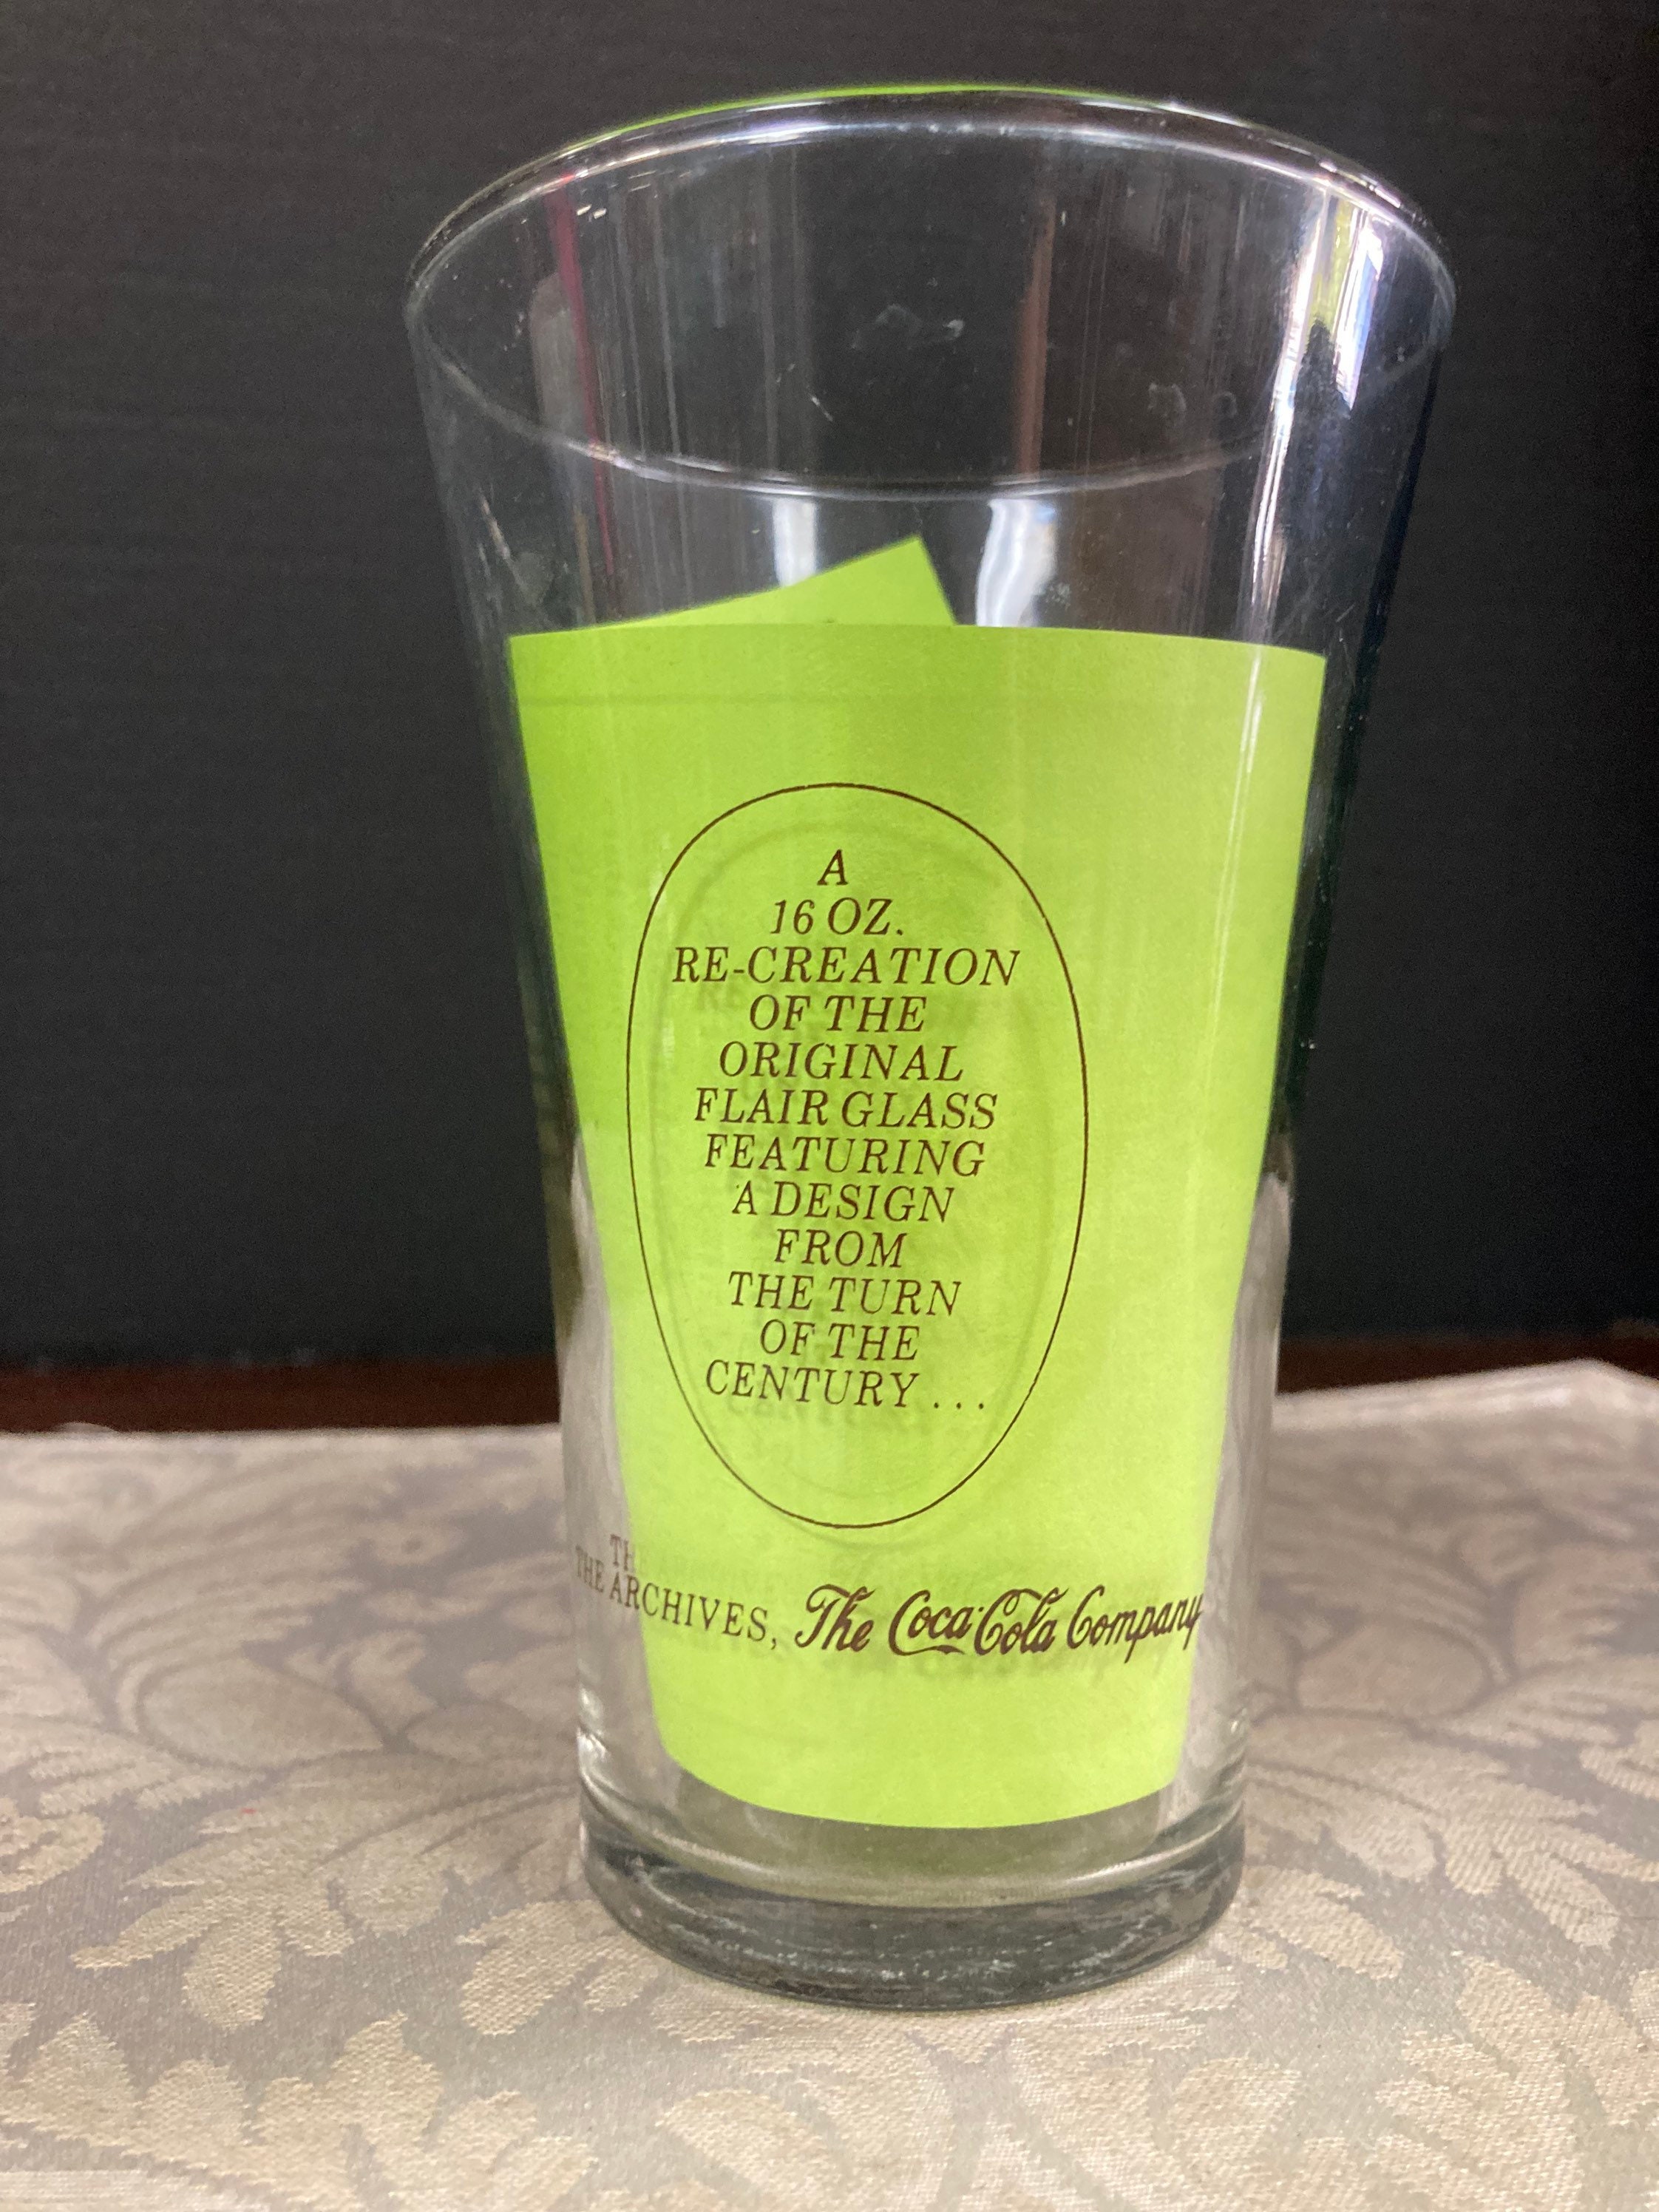 A
16 OZ.
RE-CREATION
OF THE
ORIGINAL
FLAIR GLASS
FEATURING
A DESIGN
FROM
THE TURN
OF THE
CENTURY...
THE ARCHIVES, The Coca-Cola Company